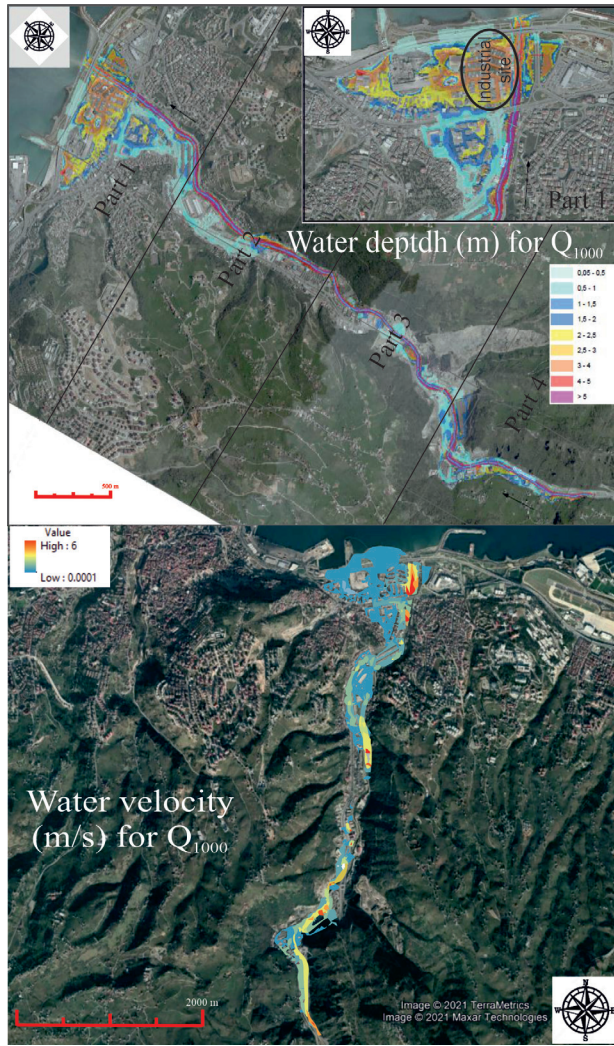 Industria
site
Part 1
Part 1
Water deptdh (m) for Q1000
0,05 - 0,5
0,5 - 1
1 - 1,5
1,5 - 2
2 - 2,5
2,5 - 3
3 - 4
4 - 5
> 5
Part 2
Part 3
Part 4
500 m
Value
High : 6
Low : 0.0001
Water velocity
(m/s) for Q1000
2000 m
Image © 2021 TerraMetrics
Image © 2021 Maxar Technologies
N
E
S